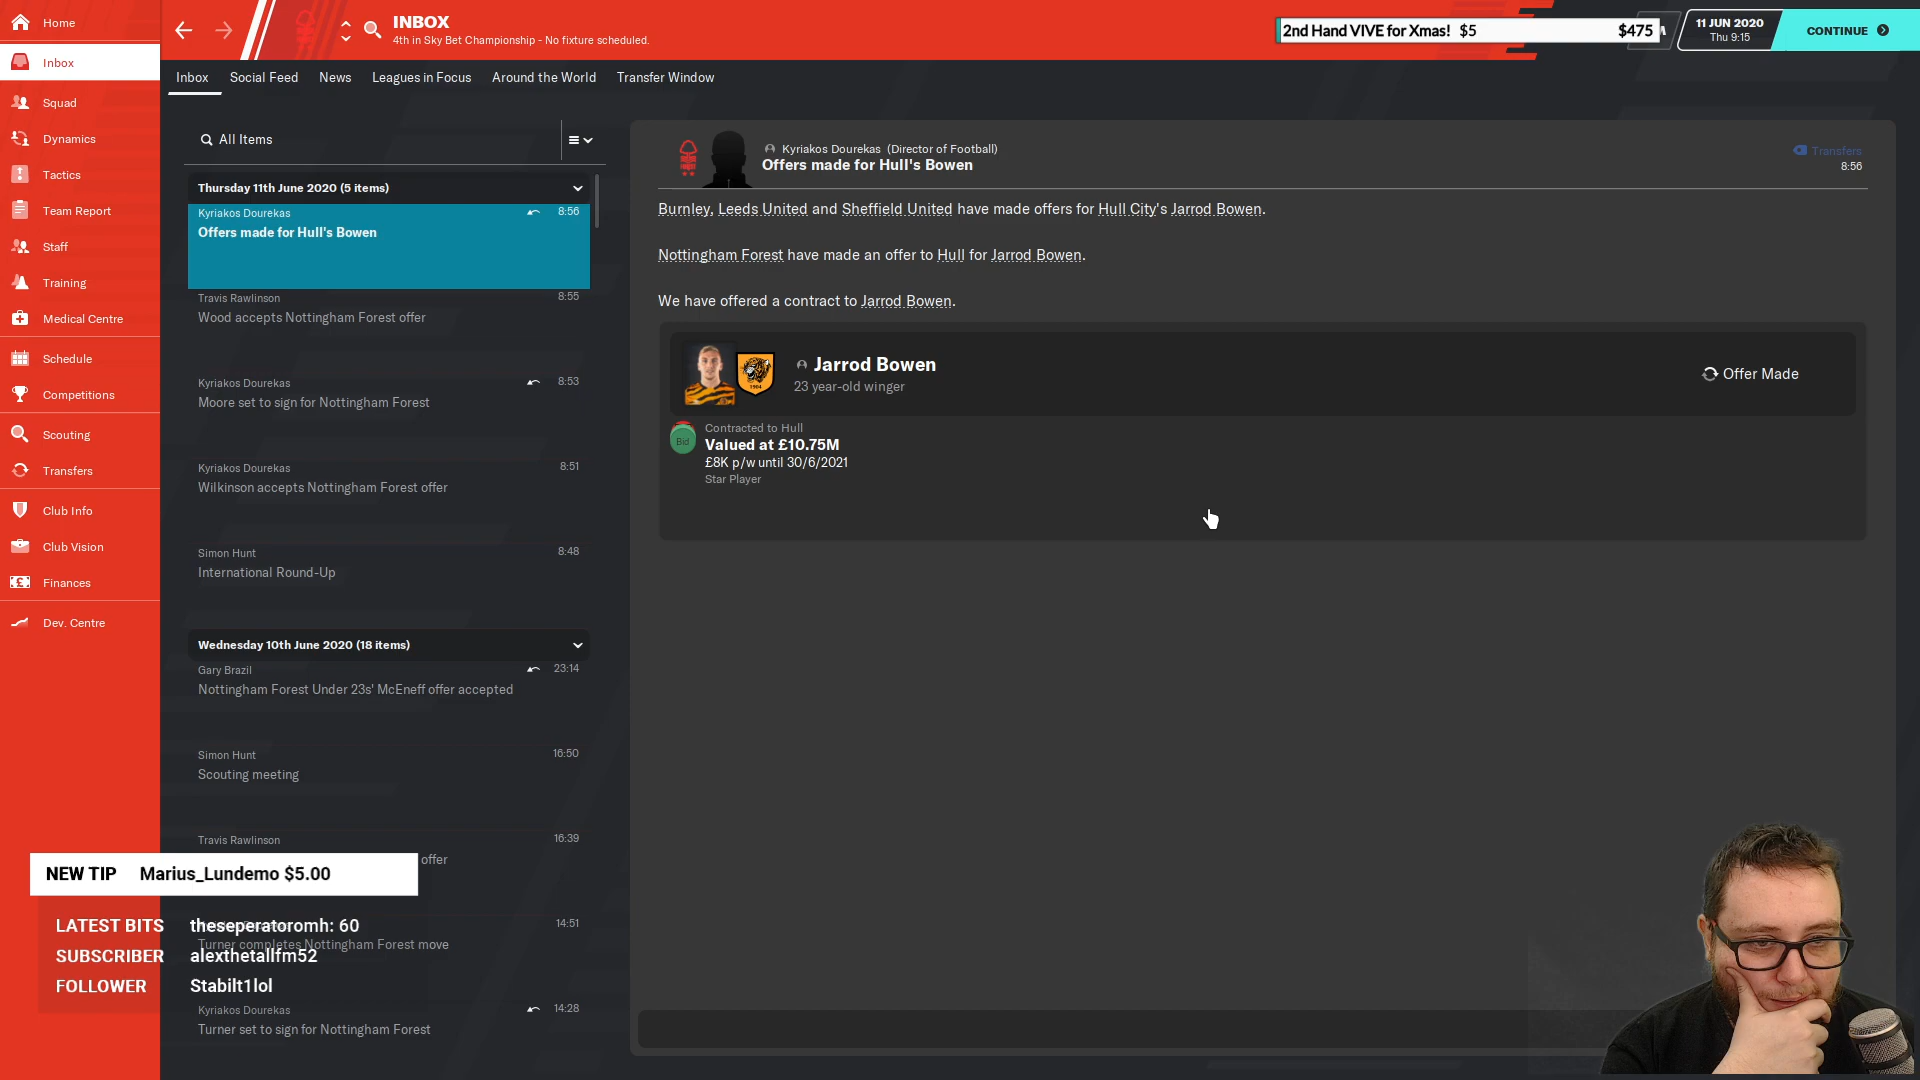 Home
Inbox
Squad
Dynamics
Tactics
Team Report
Staff
Training
Medical Centre
Schedule
Competitions
Scouting
Transfers
Club Info
Club Vision
Finances
Dev. Centre
INBOX
4th in Sky Bet Championship - No fixture scheduled.
2nd Hand VIVE for Xmas! $5 $475
11 JUN 2020
Thu 9:15
CONTINUE
Inbox Social Feed News Leagues in Focus Around the World Transfer Window
All Items
Thursday 11th June 2020 (5 items)
Kyriakos Dourekas 8:56
Offers made for Hull's Bowen
Travis Rawlinson 8:55
Wood accepts Nottingham Forest offer
Kyriakos Dourekas 8:53
Moore set to sign for Nottingham Forest
Kyriakos Dourekas 8:51
Wilkinson accepts Nottingham Forest offer
Simon Hunt 8:48
International Round-Up
Wednesday 10th June 2020 (18 items)
Gary Brazil 23:14
Nottingham Forest Under 23s' McEneff offer accepted
Simon Hunt 16:50
Scouting meeting
Travis Rawlinson 16:39
offer
14:51
Turner completes Nottingham Forest move
Kyriakos Dourekas 14:28
Turner set to sign for Nottingham Forest
Kyriakos Dourekas (Director of Football)
Offers made for Hull's Bowen
Transfers
8:56
Burnley, Leeds United and Sheffield United have made offers for Hull City's Jarrod Bowen.
Nottingham Forest have made an offer to Hull for Jarrod Bowen.
We have offered a contract to Jarrod Bowen.
Jarrod Bowen
23 year-old winger
Offer Made
Bid
Contracted to Hull
Valued at £10.75M
£8K p/w until 30/6/2021
Star Player
NEW TIP Marius_Lundemo $5.00
LATEST BITS theseperatoromh: 60
SUBSCRIBER alexthetallfm52
FOLLOWER Stabilt1lol